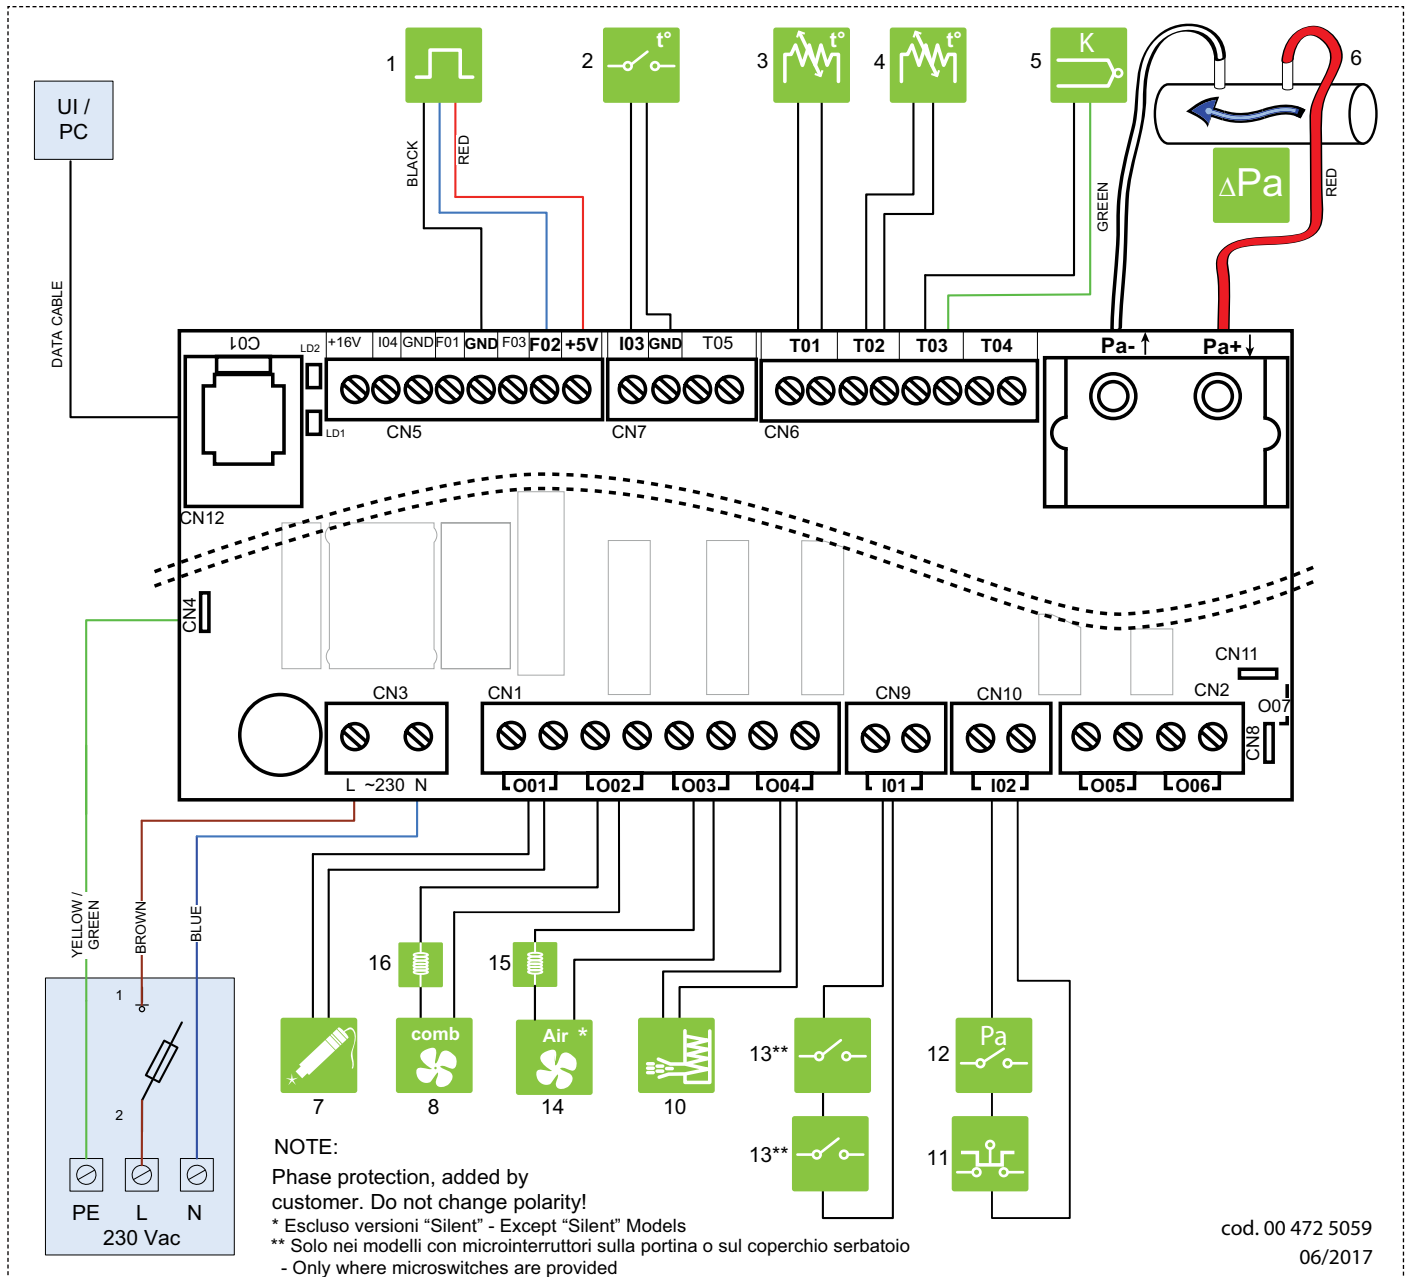 1
2
t°
3
t°
4
t°
5
K
6
UI /
PC
BLACK
RED
GREEN
ΔPa
RED
DATA CABLE
C01
LD2
+16V
I04
GND
F01
GND
F03
F02
+5V
I03
GND
T05
T01
T02
T03
T04
Pa- ↑
Pa+ ↓
LD1
CN5
CN7
CN6
CN12
CN4
CN11
CN3
CN1
CN9
CN10
CN2
O07
CN8
L ~230 N
O01
O02
O03
O04
I01
I02
O05
O06
YELLOW /
GREEN
BROWN
BLUE
16
15
1
comb
Air *
13**
12
Pa
2
7
8
14
10
13**
11
PE
L
N
230 Vac
NOTE:
Phase protection, added by
customer. Do not change polarity!
* Escluso versioni “Silent” - Except “Silent” Models
** Solo nei modelli con microinterruttori sulla portina o sul coperchio serbatoio
- Only where microswitches are provided
cod. 00 472 5059
06/2017